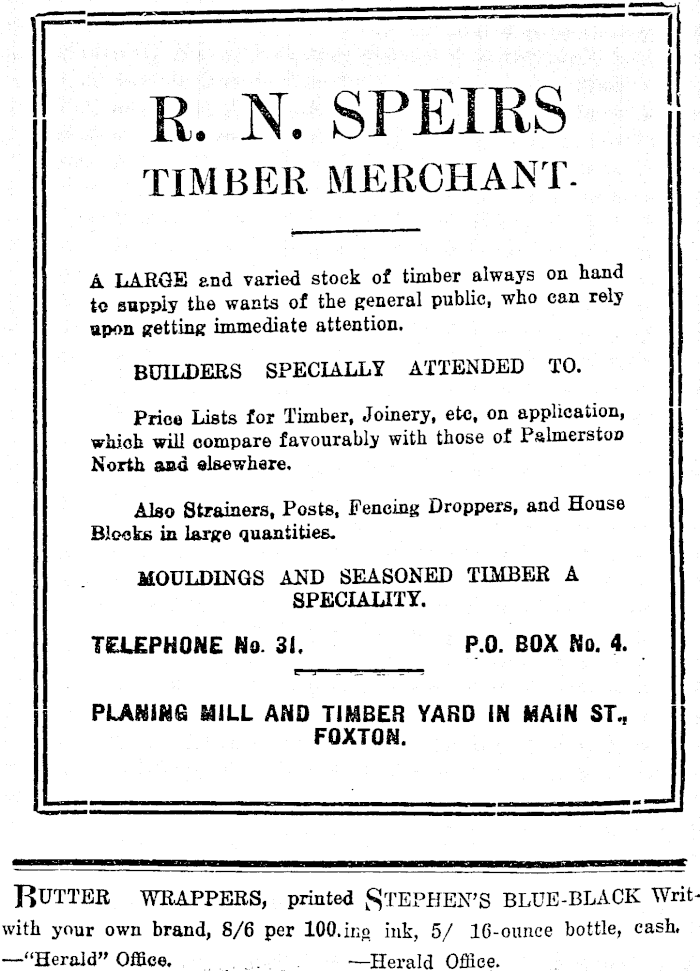 R. N. SPEIRS
TIMBER MERCHANT.
A LARGE and varied stock of timber always on hand
to supply the wants of the general public, who can rely
upon getting immediate attention.
BUILDERS SPECIALLY ATTENDED TO.
Price Lists for Timber, Joinery, etc, on application,
which will compare favourably with those of Palmerston
North and elsewhere.
Also Strainers, Posts, Fencing Droppers, and House
Blocks in large quantities.
MOULDINGS AND SEASONED TIMBER A
SPECIALITY.
TELEPHONE No. 31. P.O. BOX No. 4.
PLANING MILL AND TIMBER YARD IN MAIN ST.,
FOXTON.
BUTTER WRAPPERS, printed
with your own brand, 8/6 per 100.
—"Herald" Office.
STEPHEN'S BLUE-BLACK Writ-
ing ink, 5/ 16-ounce bottle, cash.
—Herald Office.